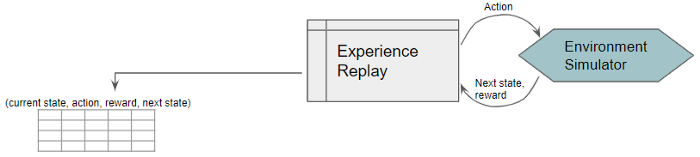 Action
Experience
Replay
Environment
Simulator
Next state,
reward
(current state, action, reward, next state)